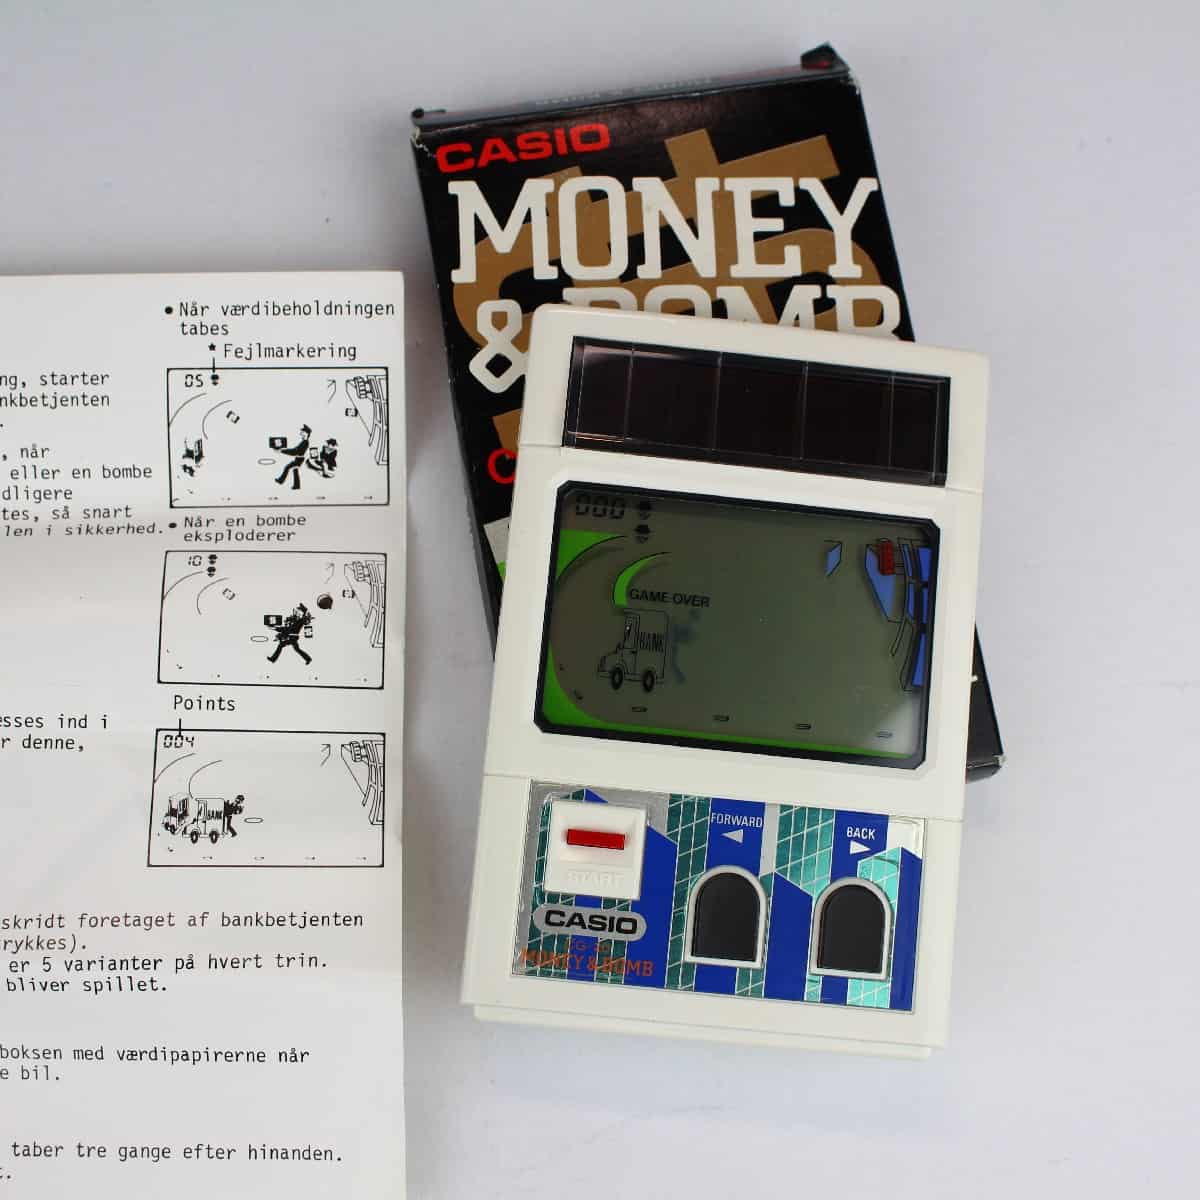 • Når værdibeholdningen
tabes
★ Fejlmarkering
05
ng, starter
nkbetjenten
, når
eller en bombe
dligere
tes, så snart
len i sikkerhed.
• Når en bombe
eksploderer
10
Points
004
BANK
esses ind i
r denne,
skridt foretaget af bankbetjenten
rykkes).
er 5 varianter på hvert trin.
bliver spillet.
boksen med værdipapirerne når
e bil.
taber tre gange efter hinanden.
t.
CASIO
MONEY
& BOMB
000
GAME OVER
BANK
FORWARD
BACK
START
CASIO
MONEY & BOMB